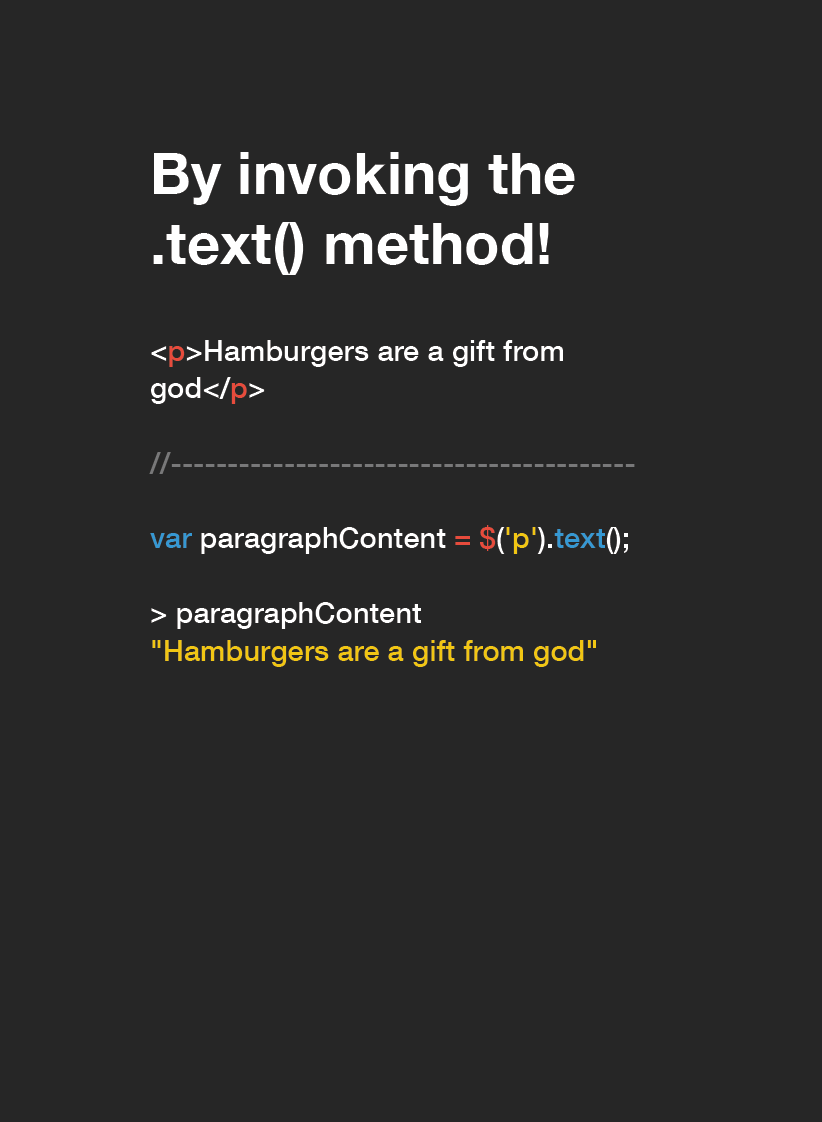 By invoking the
.text() method!
<p>Hamburgers are a gift from
god</p>
//----------------------------------------
var paragraphContent = $('p').text();
> paragraphContent
"Hamburgers are a gift from god"